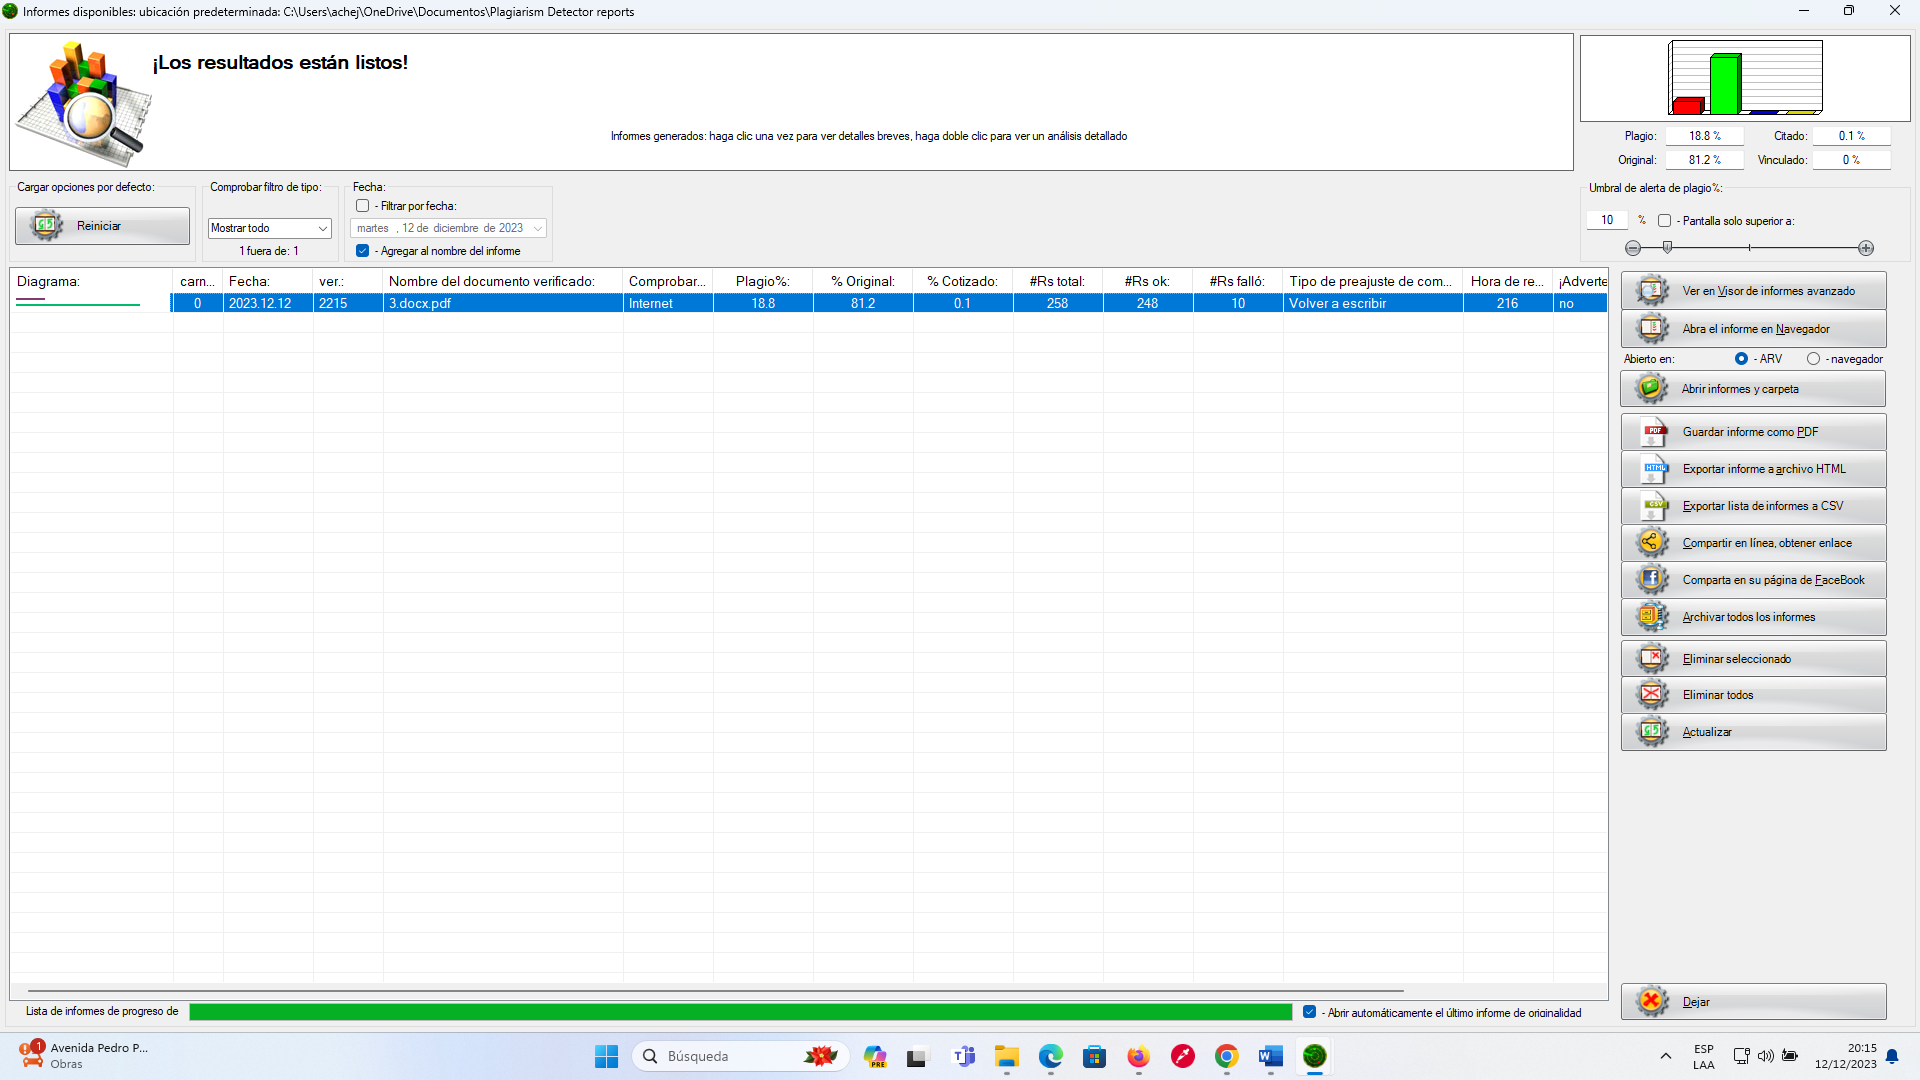 Informes disponibles: ubicación predeterminada: C:\Users\achej\OneDrive\Documentos\Plagiarism Detector reports
¡Los resultados están listos!
Informes generados: haga clic una vez para ver detalles breves, haga doble clic para ver un análisis detallado
Plagio: 18.8 % Citado: 0.1 %
Original: 81.2 % Vinculado: 0 %
Cargar opciones por defecto:
Reiniciar
Comprobar filtro de tipo:
Mostrar todo
1 fuera de: 1
Fecha:
- Filtrar por fecha:
martes , 12 de diciembre de 2023
- Agregar al nombre del informe
Umbral de alerta de plagio%:
10 % - Pantalla solo superior a:
Diagrama: carn... Fecha: ver.: Nombre del documento verificado: Comprobar... Plagio%: % Original: % Cotizado: #Rs total: #Rs ok: #Rs falló: Tipo de preajuste de com... Hora de re... ¡Adverte
0 2023.12.12 2215 3.docx.pdf Internet 18.8 81.2 0.1 258 248 10 Volver a escribir 216 no
Ver en Visor de informes avanzado
Abra el informe en Navegador
Abierto en: - ARV - navegador
Abrir informes y carpeta
PDF Guardar informe como PDF
HTML Exportar informe a archivo HTML
CSV Exportar lista de informes a CSV
Compartir en línea, obtener enlace
Comparta en su página de FaceBook
Archivar todos los informes
Eliminar seleccionado
Eliminar todos
Actualizar
Dejar
Lista de informes de progreso de
- Abrir automáticamente el último informe de originalidad
1 Avenida Pedro P...
Obras
Búsqueda
PRE
ESP
LAA
20:15
12/12/2023